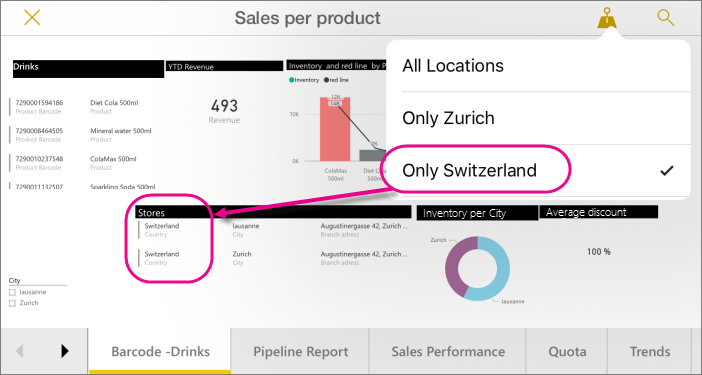 Sales per product
All Locations
Only Zurich
Only Switzerland
Drinks
7290001594186 Diet Cola 500ml
Product Barcode Product
7290008464505 Mineral water 500ml
Product Barcode Product
7290010237548 ColaMax 500ml
Product Barcode Product
7290011132507 Sparkling Soda 500ml
YTD Revenue
493
Revenue
Inventory and red line by P
Inventory red line
10K
0K
12K
14K
0K
ColaMax 500ml
Diet Co
500m
Stores
Switzerland lausanne Augustinergasse 42, Zurich ...
Country City Branch adress
Switzerland Zurich Augustinergasse 42, Zurich ...
Country City Branch adress
Inventory per City
Zurich
lausanne
Average discount
100 %
City
lausanne
Zurich
Barcode -Drinks Pipeline Report Sales Performance Quota Trends